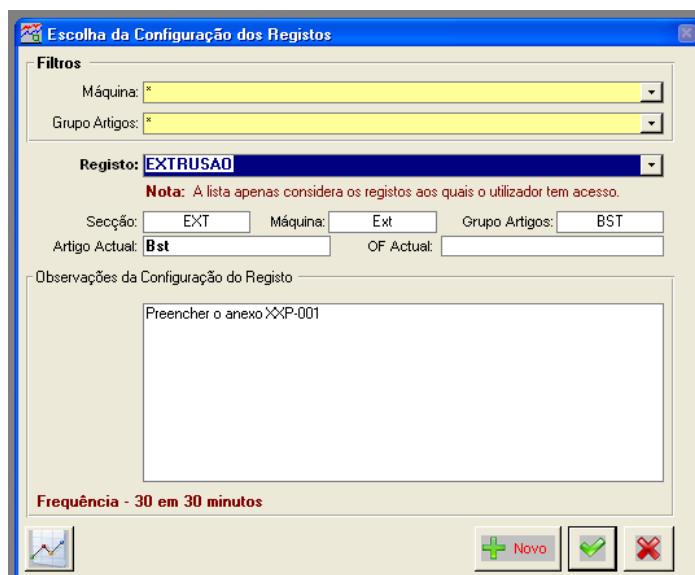 Escolha da Configuração dos Registos
Filtros
Máquina: *
Grupo Artigos: *
Registo: EXTRUSAO
Nota: A lista apenas considera os registos aos quais o utilizador tem acesso.
Secção: EXT Máquina: Ext Grupo Artigos: BST
Artigo Actual: Bst OF Actual:
Observações da Configuração do Registo
Preencher o anexo XXP-001
Frequência - 30 em 30 minutos
Novo